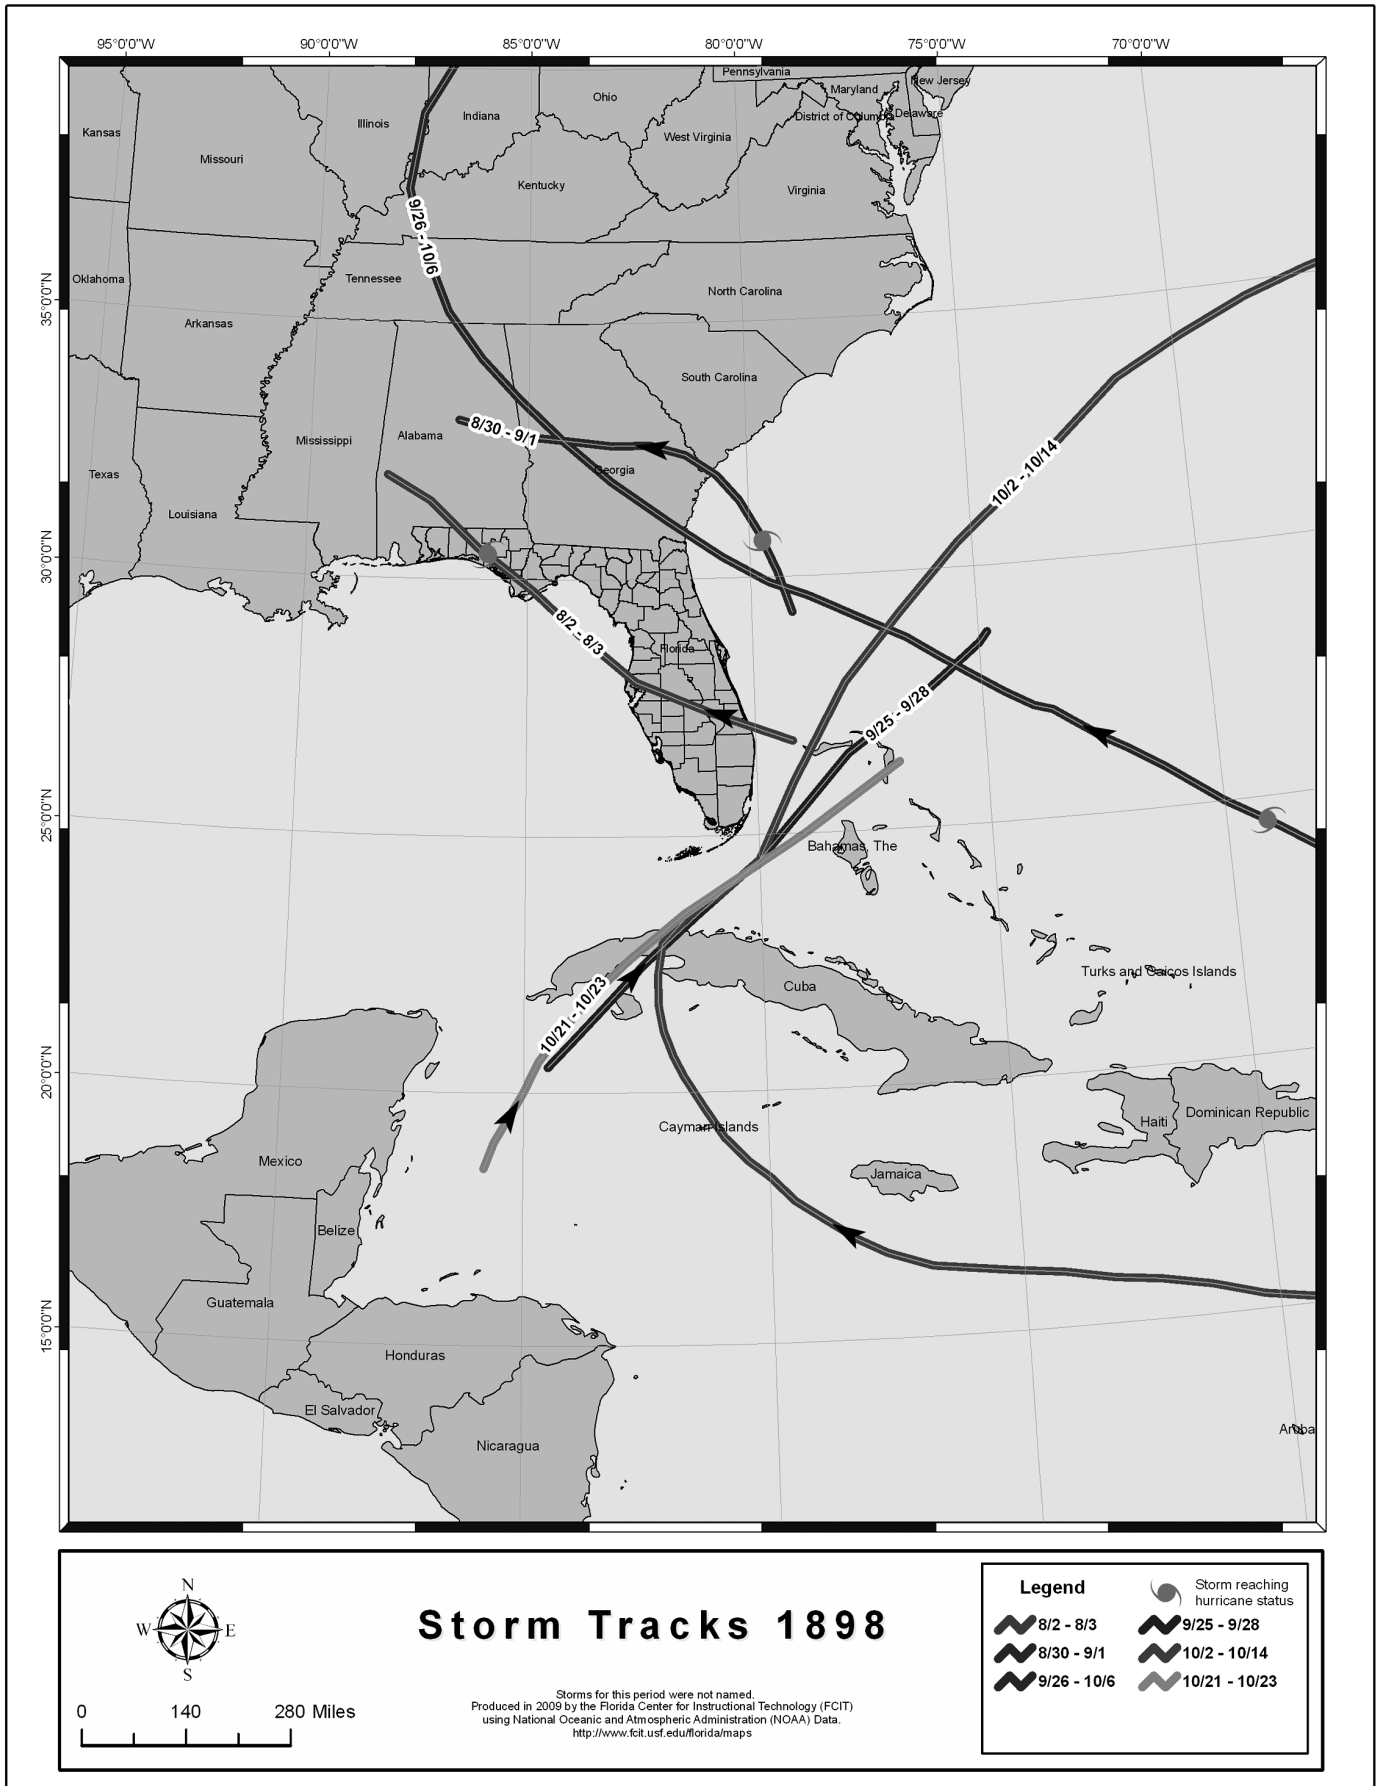 95°0'0"W 90°0'0"W 85°0'0"W 80°0'0"W 75°0'0"W 70°0'0"W
Pennsylvania
New Jersey
Maryland
Ohio
Delaware
Indiana
District of Columbia
Illinois
Kansas
West Virginia
Missouri
Kentucky
Virginia
9/26 - 10/6
Oklahoma
Tennessee
North Carolina
35°0'0"N
Arkansas
South Carolina
8/30 - 9/1
Alabama
Mississippi
Georgia
Texas
10/2 - 10/14
Louisiana
30°0'0"N
8/2 - 8/3
Florida
9/25 - 9/28
25°0'0"N
Bahamas, The
Turks and Caicos Islands
Cuba
10/21 - 10/23
20°0'0"N
Dominican Republic
Haiti
Cayman Islands
Mexico
Jamaica
Belize
Guatemala
15°0'0"N
Honduras
El Salvador
Aruba
Nicaragua
N
W E
S
0 140 280 Miles
Storm Tracks 1898
Storms for this period were not named.
Produced in 2009 by the Florida Center for Instructional Technology (FCIT)
using National Oceanic and Atmospheric Administration (NOAA) Data.
http://www.fcit.usf.edu/florida/maps
Legend
Storm reaching
hurricane status
8/2 - 8/3 9/25 - 9/28
8/30 - 9/1 10/2 - 10/14
9/26 - 10/6 10/21 - 10/23